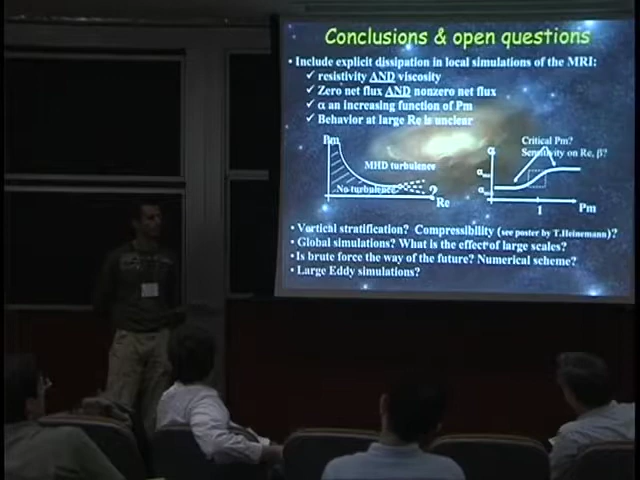 Conclusions & open questions
• Include explicit dissipation in local simulations of the MRI:
✓ resistivity AND viscosity
✓ Zero net flux AND nonzero net flux
✓ α an increasing function of Pm
✓ Behavior at large Re is unclear
Pm
MHD turbulence
No turbulence
?
Re
Critical Pm?
Sensitivity on Re, β?
α
1
Pm
• Vertical stratification? Compressibility (see poster by T.Heinemann)?
• Global simulations? What is the effect of large scales?
• Is brute force the way of the future? Numerical scheme?
• Large Eddy simulations?